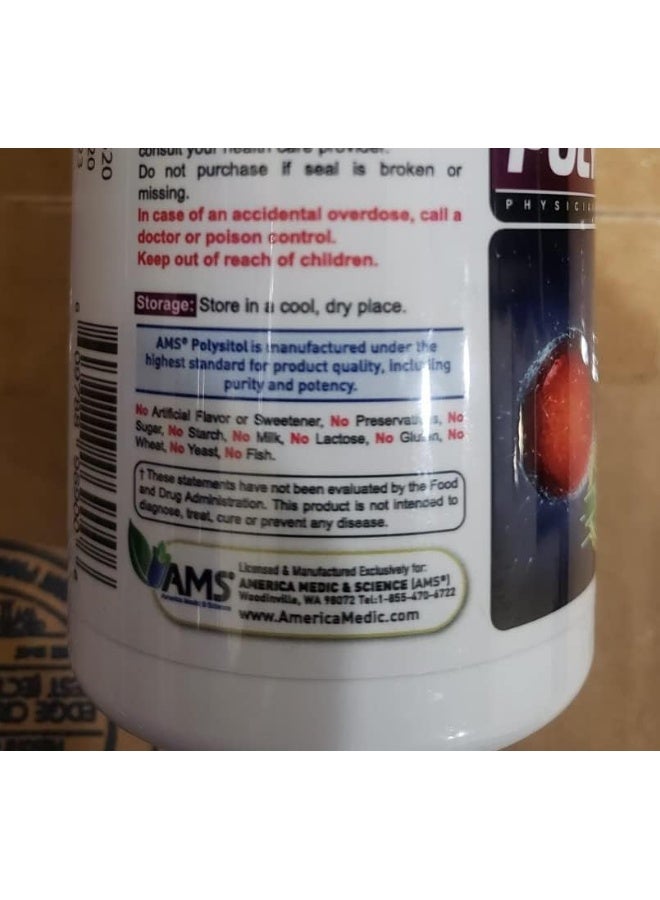 consult your health care provider.
Do not purchase if seal is broken or
missing.
In case of an accidental overdose, call a
doctor or poison control.
Keep out of reach of children.
Storage: Store in a cool, dry place.
AMS® Polysitol is manufactured under the
highest standard for product quality, including
purity and potency.
No Artificial Flavor or Sweetener, No Preservatives, No
Sugar, No Starch, No Milk, No Lactose, No Gluten, No
Wheat, No Yeast, No Fish.
† These statements have not been evaluated by the Food
and Drug Administration. This product is not intended to
diagnose, treat, cure or prevent any disease.
AMS®
America Medic & Science
Licensed & Manufactured Exclusively for:
AMERICA MEDIC & SCIENCE (AMS®)
Woodinville, WA 98072 Tel:1-855-470-6722
www.AmericaMedic.com
PHYSICI